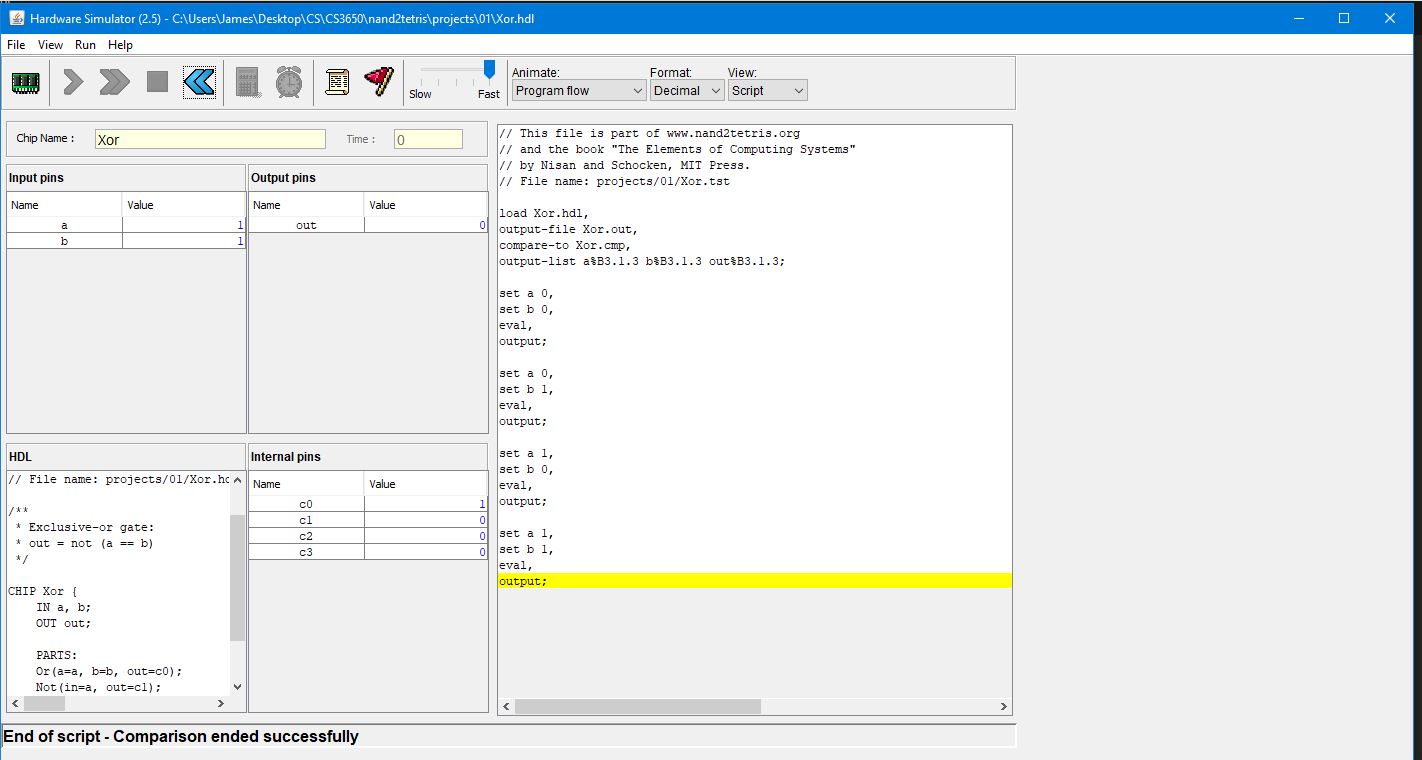 Hardware Simulator (2.5) - C:\Users\James\Desktop\CS\CS3650\nand2tetris\projects\01\Xor.hdl
File View Run Help
Slow Fast
Animate:
Program flow
Format:
Decimal
View:
Script
Chip Name : Xor Time : 0
Input pins
Name Value
a 1
b 1
Output pins
Name Value
out 0
HDL
// File name: projects/01/Xor.hd
/**
* Exclusive-or gate:
* out = not (a == b)
*/
CHIP Xor {
IN a, b;
OUT out;
PARTS:
Or(a=a, b=b, out=c0);
Not(in=a, out=c1);
Internal pins
Name Value
c0 1
c1 0
c2 0
c3 0
// This file is part of www.nand2tetris.org
// and the book "The Elements of Computing Systems"
// by Nisan and Schocken, MIT Press.
// File name: projects/01/Xor.tst
load Xor.hdl,
output-file Xor.out,
compare-to Xor.cmp,
output-list a%B3.1.3 b%B3.1.3 out%B3.1.3;
set a 0,
set b 0,
eval,
output;
set a 0,
set b 1,
eval,
output;
set a 1,
set b 0,
eval,
output;
set a 1,
set b 1,
eval,
output;
End of script - Comparison ended successfully